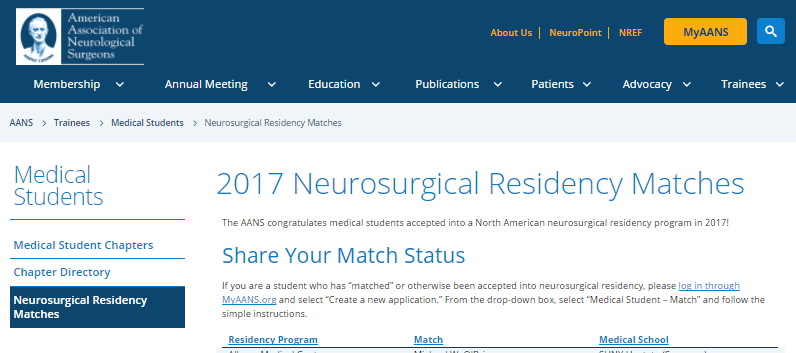 American
Association of
Neurological
Surgeons
About Us
NeuroPoint
NREF
MyAANS
Membership
Annual Meeting
Education
Publications
Patients
Advocacy
Trainees
AANS > Trainees > Medical Students > Neurosurgical Residency Matches
Medical
Students
Medical Student Chapters
Chapter Directory
Neurosurgical Residency
Matches
2017 Neurosurgical Residency Matches
The AANS congratulates medical students accepted into a North American neurosurgical residency program in 2017!
Share Your Match Status
If you are a student who has “matched” or otherwise been accepted into neurosurgical residency, please log in through
MyAANS.org and select “Create a new application.” From the drop-down box, select “Medical Student – Match” and follow the
simple instructions.
Residency Program
Match
Medical School